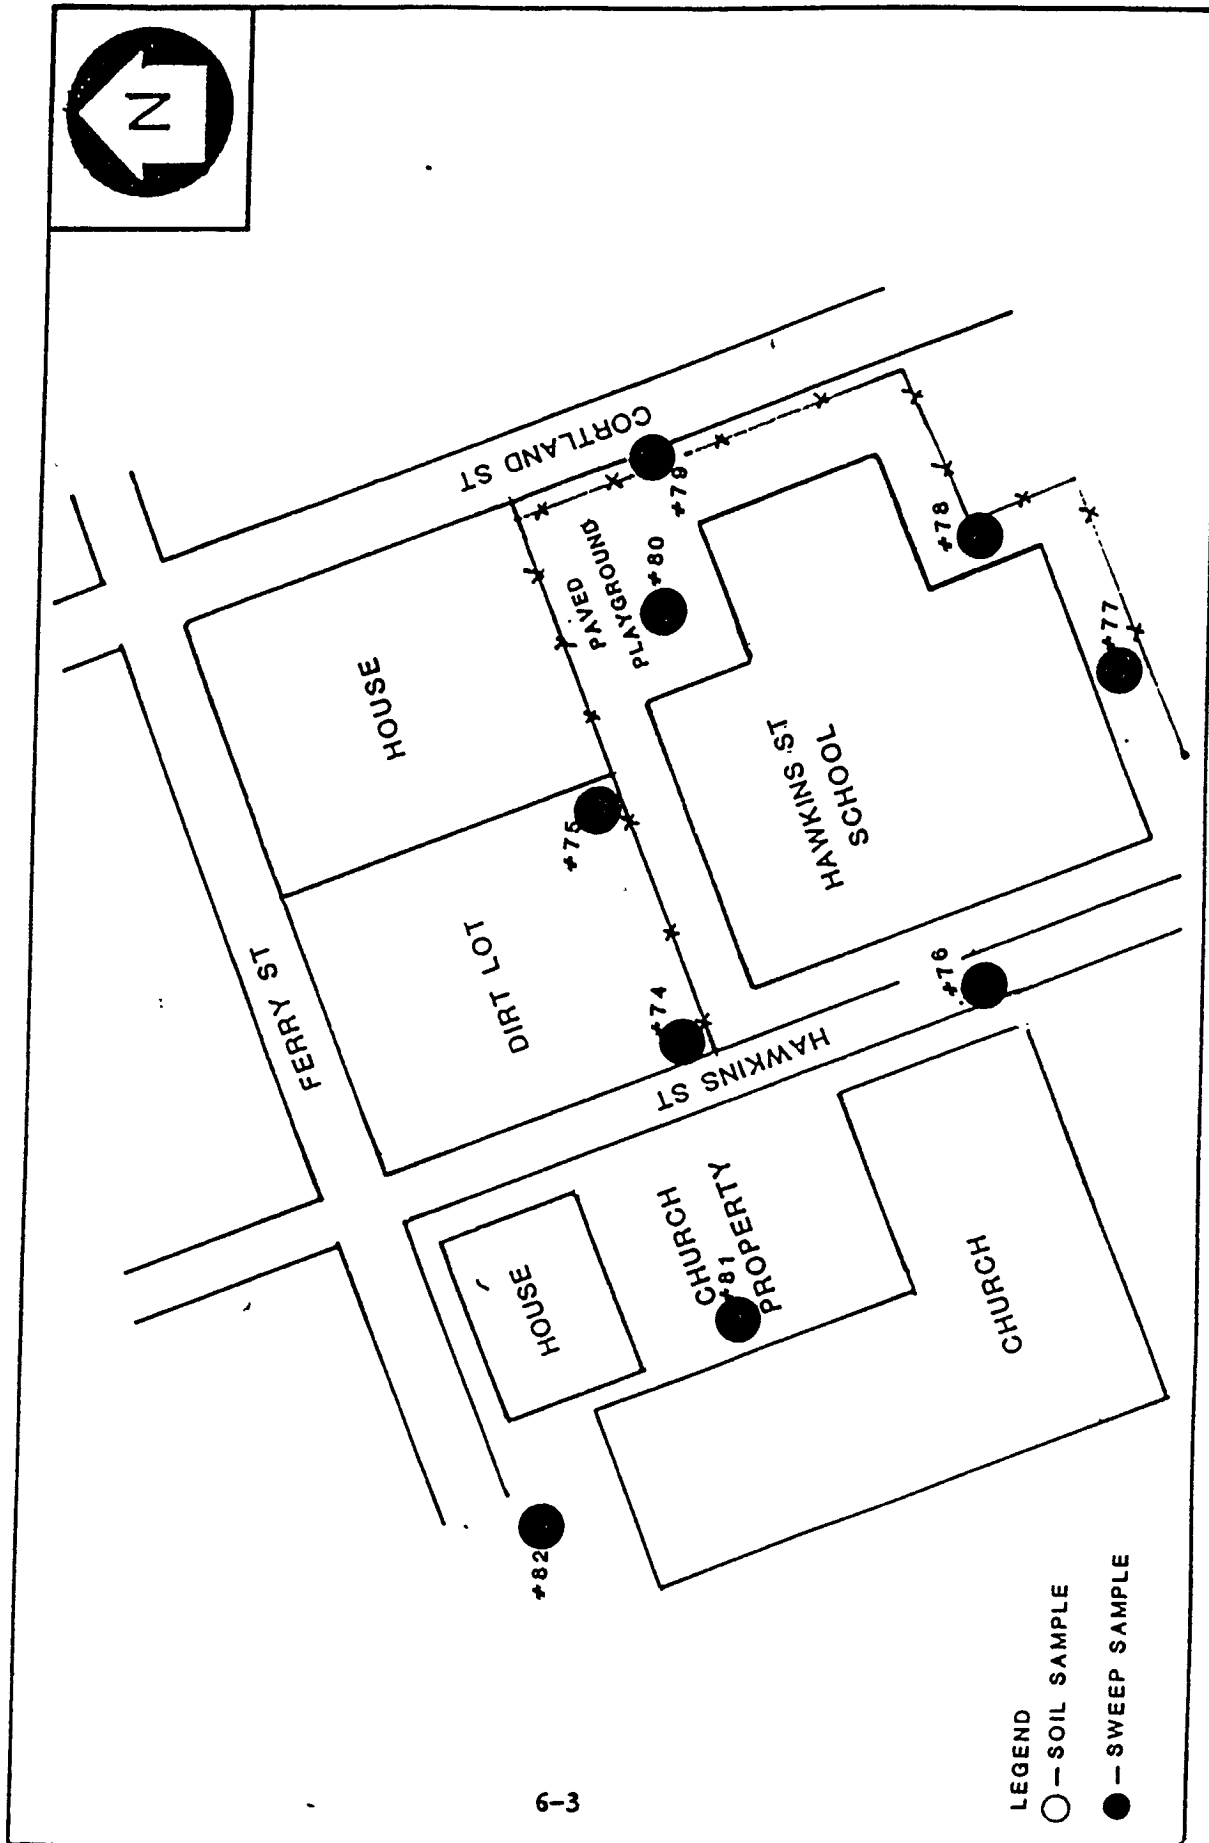 N
CORTLAND ST
#79
PAVED
PLAYGROUND
#80
#78
#77
HOUSE
#75
HAWKINS ST
SCHOOL
DIRT LOT
FERRY ST
#74
#76
HAWKINS ST
CHURCH
PROPERTY
#81
HOUSE
CHURCH
#82
LEGEND
— SOIL SAMPLE
— SWEEP SAMPLE
6-3